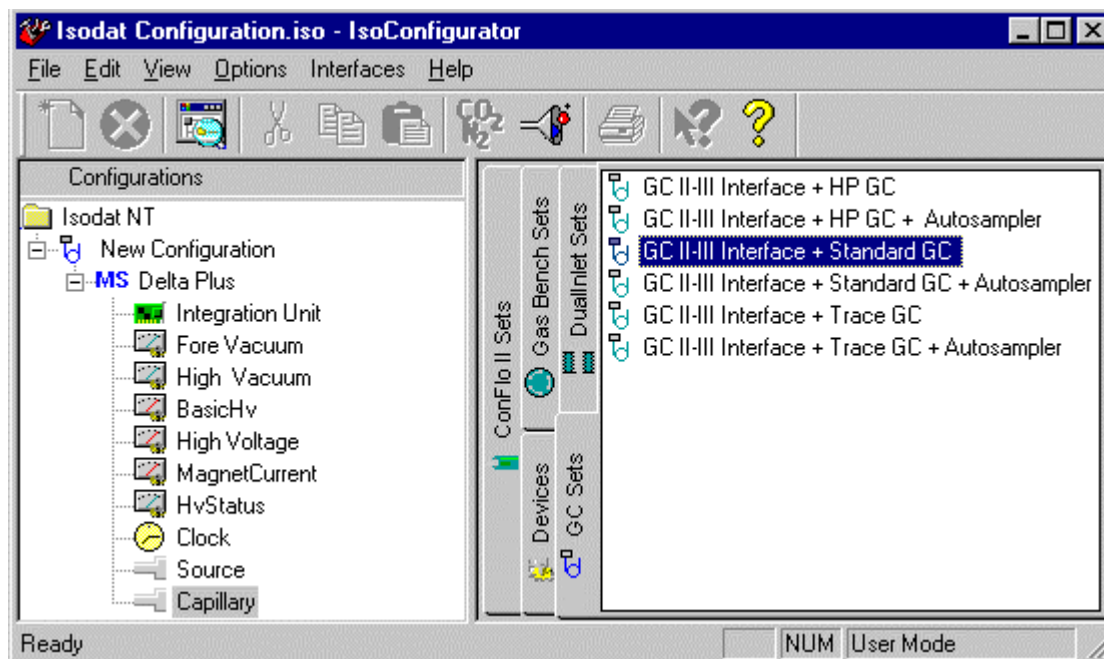 Isodat Configuration.iso - IsoConfigurator
File Edit View Options Interfaces Help
CO2
N2
Configurations
Isodat NT
New Configuration
MS Delta Plus
Integration Unit
Fore Vacuum
High Vacuum
BasicHv
High Voltage
MagnetCurrent
HvStatus
Clock
Source
Capillary
ConFlo II Sets
Gas Bench Sets
DualInlet Sets
Devices
GC Sets
GC II-III Interface + HP GC
GC II-III Interface + HP GC + Autosampler
GC II-III Interface + Standard GC
GC II-III Interface + Standard GC + Autosampler
GC II-III Interface + Trace GC
GC II-III Interface + Trace GC + Autosampler
Ready
NUM
User Mode